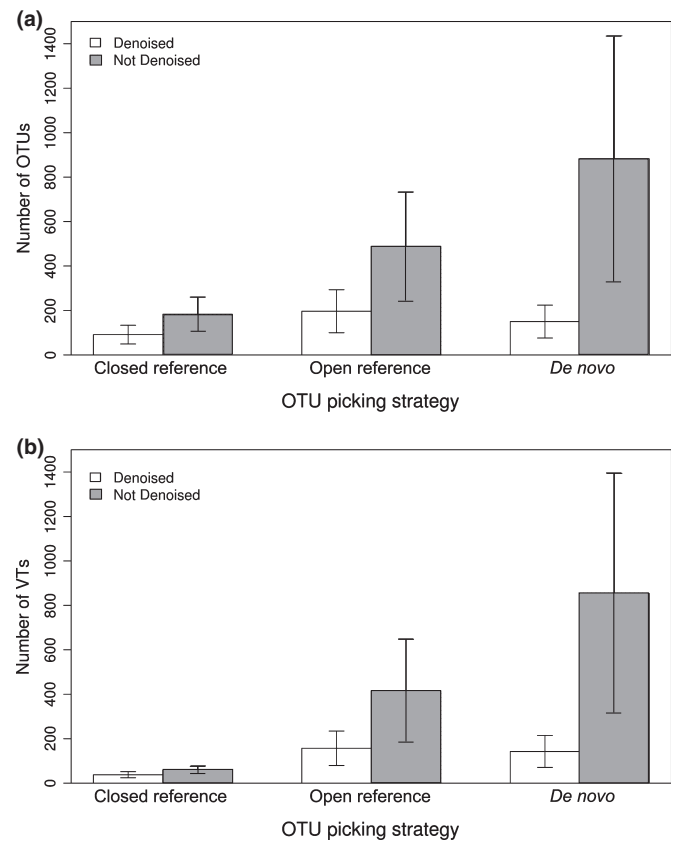 (a)
Denoised
Not Denoised
Number of OTUs
0 200 400 600 800 1000 1200 1400
Closed reference Open reference De novo
OTU picking strategy
(b)
Denoised
Not Denoised
Number of VTs
0 200 400 600 800 1000 1200 1400
Closed reference Open reference De novo
OTU picking strategy